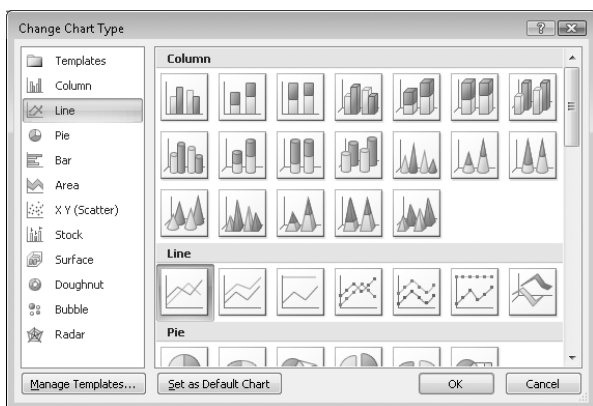 Change Chart Type
Templates
Column
Line
Pie
Bar
Area
X Y (Scatter)
Stock
Surface
Doughnut
Bubble
Radar
Column
Line
Pie
Manage Templates...
Set as Default Chart
OK
Cancel